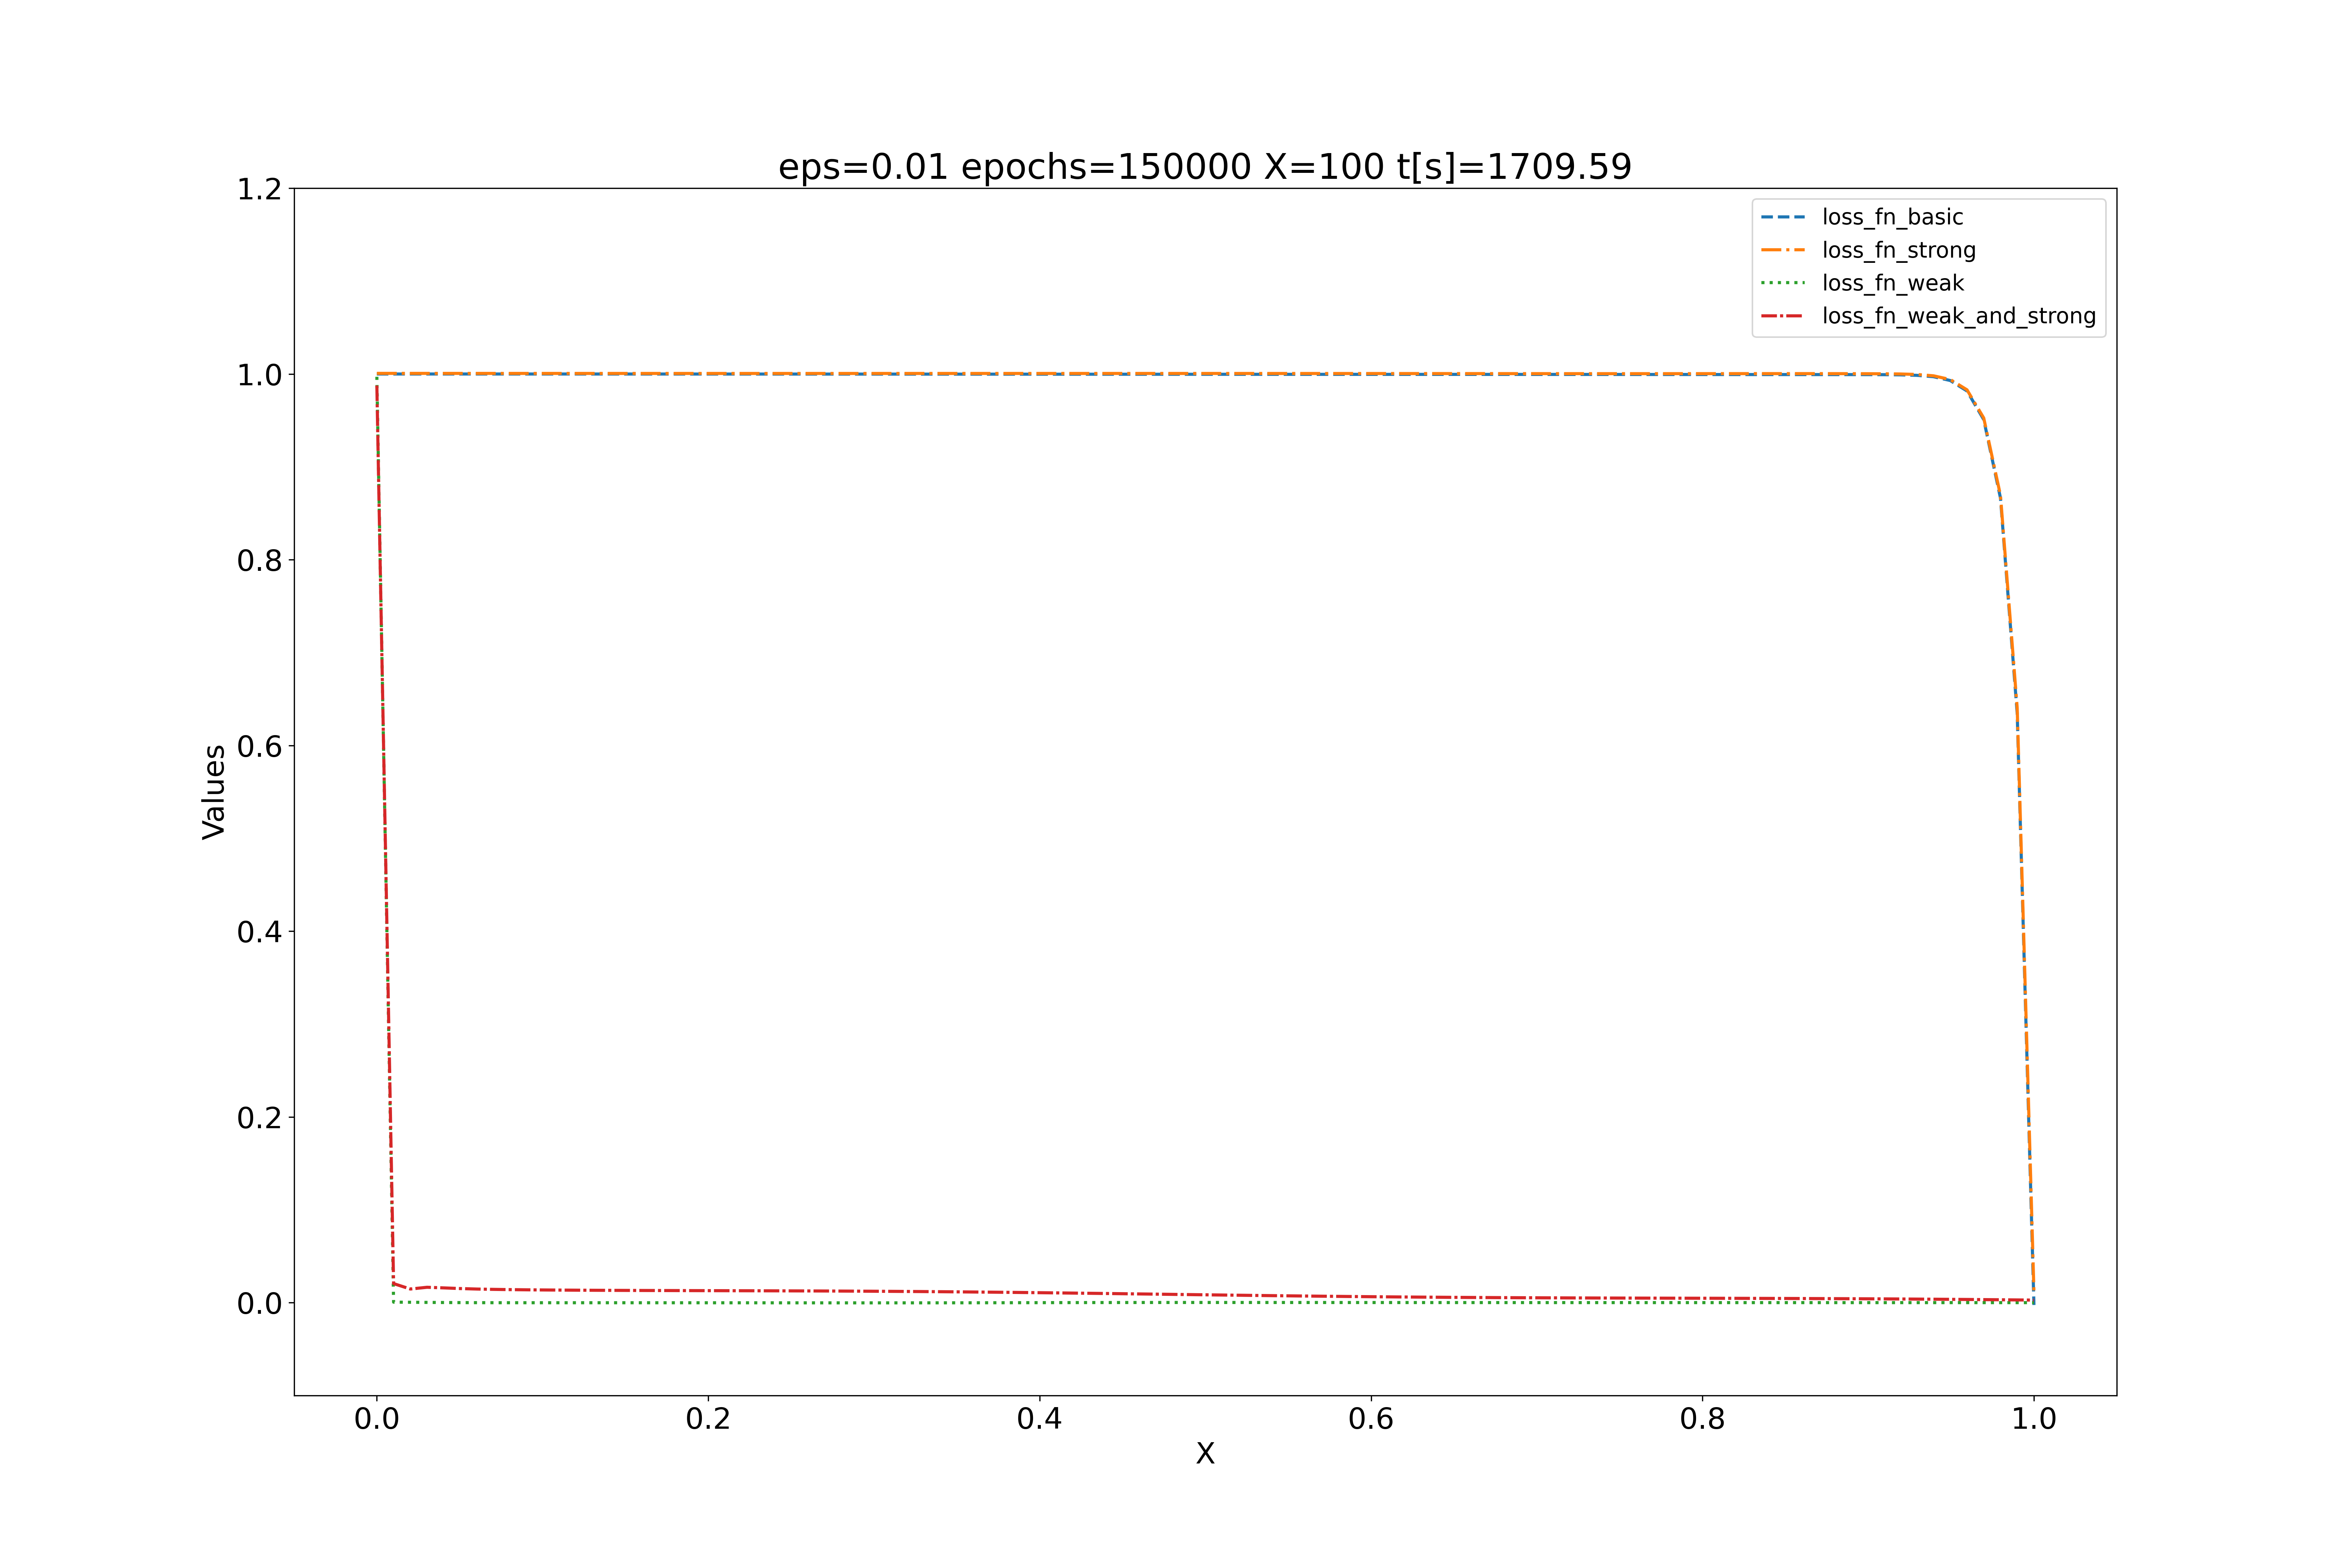 eps=0.01 epochs=150000 X=100 t[s]=1709.59
1.2
1.0
0.8
0.6
0.4
0.2
0.0
Values
loss_fn_basic
loss_fn_strong
loss_fn_weak
loss_fn_weak_and_strong
0.0 0.2 0.4 0.6 0.8 1.0
X